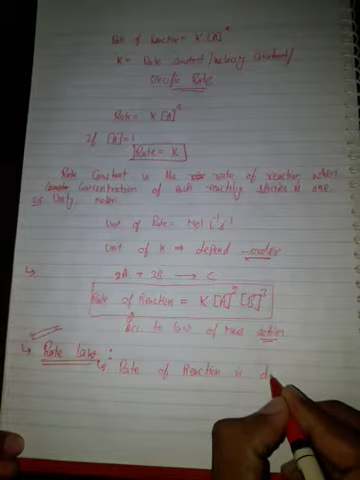 Rate of Reaction = K [A]ᵃ
K = Rate constant / velocity constant /
Specific Rate
Rate = K [A]ᵃ
If [A] = 1
Rate = K
Rate Constant is the rate of reaction when
Concentration of each reacting species is one
or Unity.
Unit of Rate = Mol L⁻¹ s⁻¹
Unit of K ⇒ depend order
2A + 3B → C
Rate of Reaction = K [A]² [B]³
acc to law of Mass action
Rate law :
Rate of Reaction is d